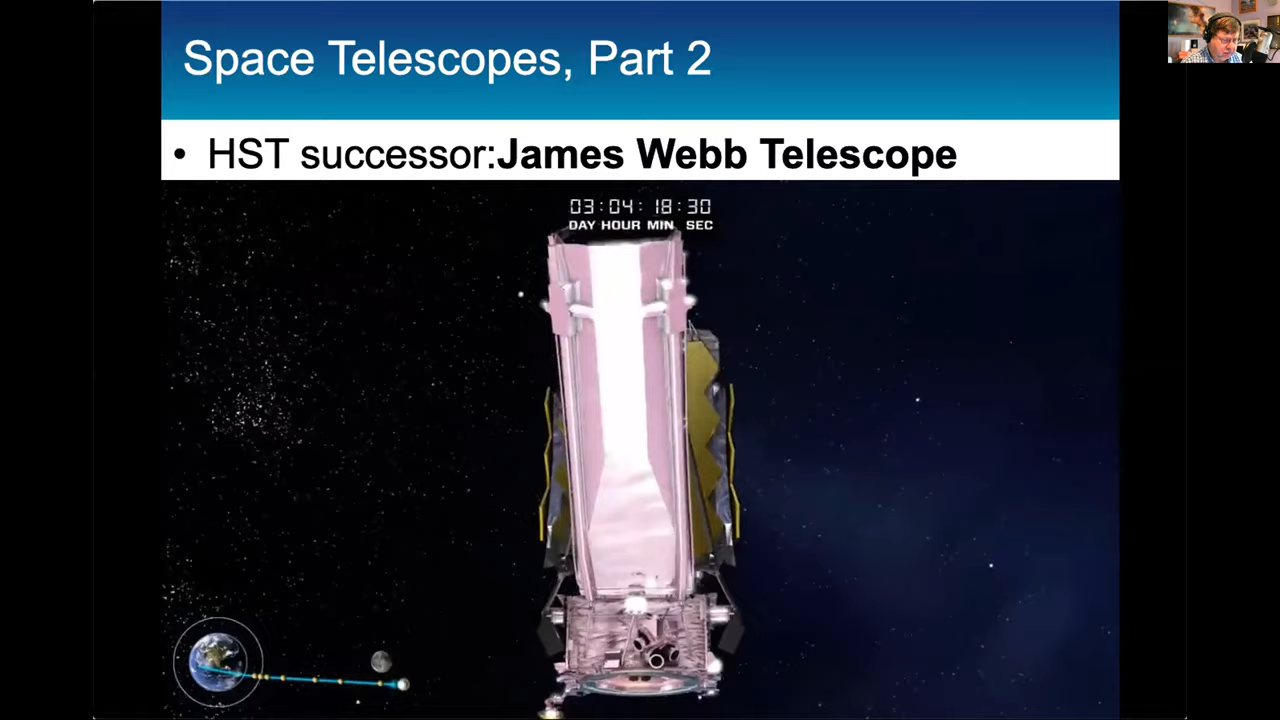 Space Telescopes, Part 2
• HST successor:James Webb Telescope
03:04:18:30
DAY HOUR MIN SEC